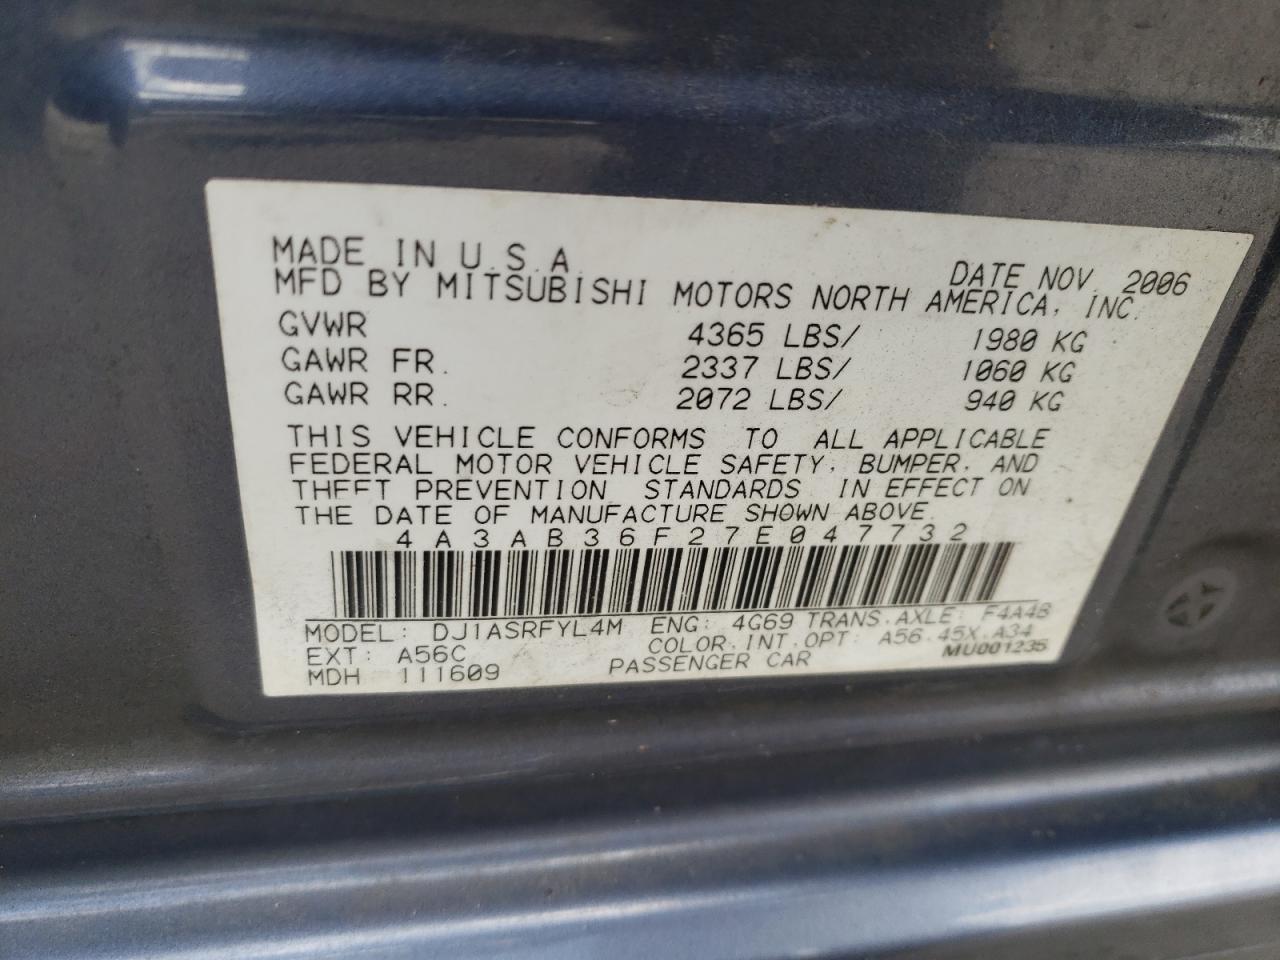 MADE IN U.S.A. DATE NOV. 2006
MFD BY MITSUBISHI MOTORS NORTH AMERICA, INC.
GVWR 4365 LBS/ 1980 KG
GAWR FR. 2337 LBS/ 1060 KG
GAWR RR. 2072 LBS/ 940 KG
THIS VEHICLE CONFORMS TO ALL APPLICABLE
FEDERAL MOTOR VEHICLE SAFETY, BUMPER, AND
THEFT PREVENTION STANDARDS IN EFFECT ON
THE DATE OF MANUFACTURE SHOWN ABOVE.
4A3AB36F27E047732
MODEL: DJ1ASRFYL4M ENG: 4G69 TRANS.AXLE: F4A4B
EXT: A56C COLOR.INT.OPT: A56.45X.A34
MDH 111609 PASSENGER CAR MU001235